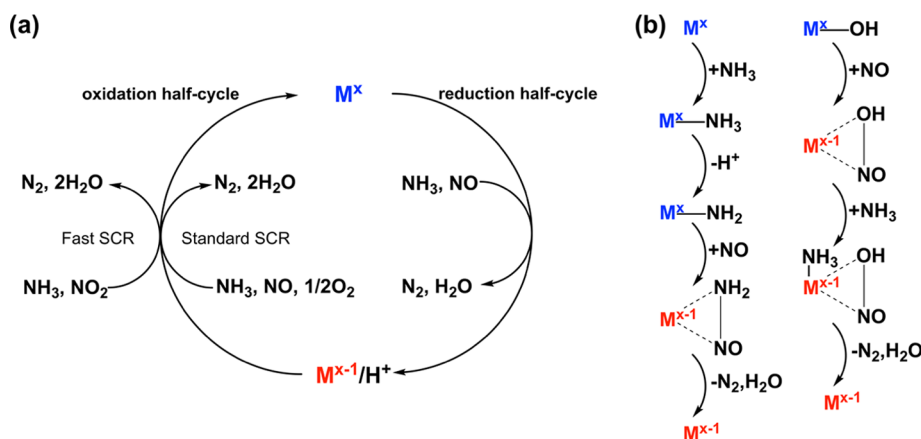 (a)
oxidation half-cycle
Mˣ
reduction half-cycle
N₂, 2H₂O
N₂, 2H₂O
NH₃, NO
Fast SCR
Standard SCR
NH₃, NO₂
NH₃, NO, 1/2O₂
N₂, H₂O
Mˣ⁻¹/H⁺
(b)
Mˣ
+NH₃
Mˣ—NH₃
-H⁺
Mˣ—NH₂
+NO
NH₂
Mˣ⁻¹
NO
-N₂,H₂O
Mˣ⁻¹
Mˣ—OH
+NO
OH
Mˣ⁻¹
NO
+NH₃
NH₃
OH
Mˣ⁻¹
NO
-N₂,H₂O
Mˣ⁻¹